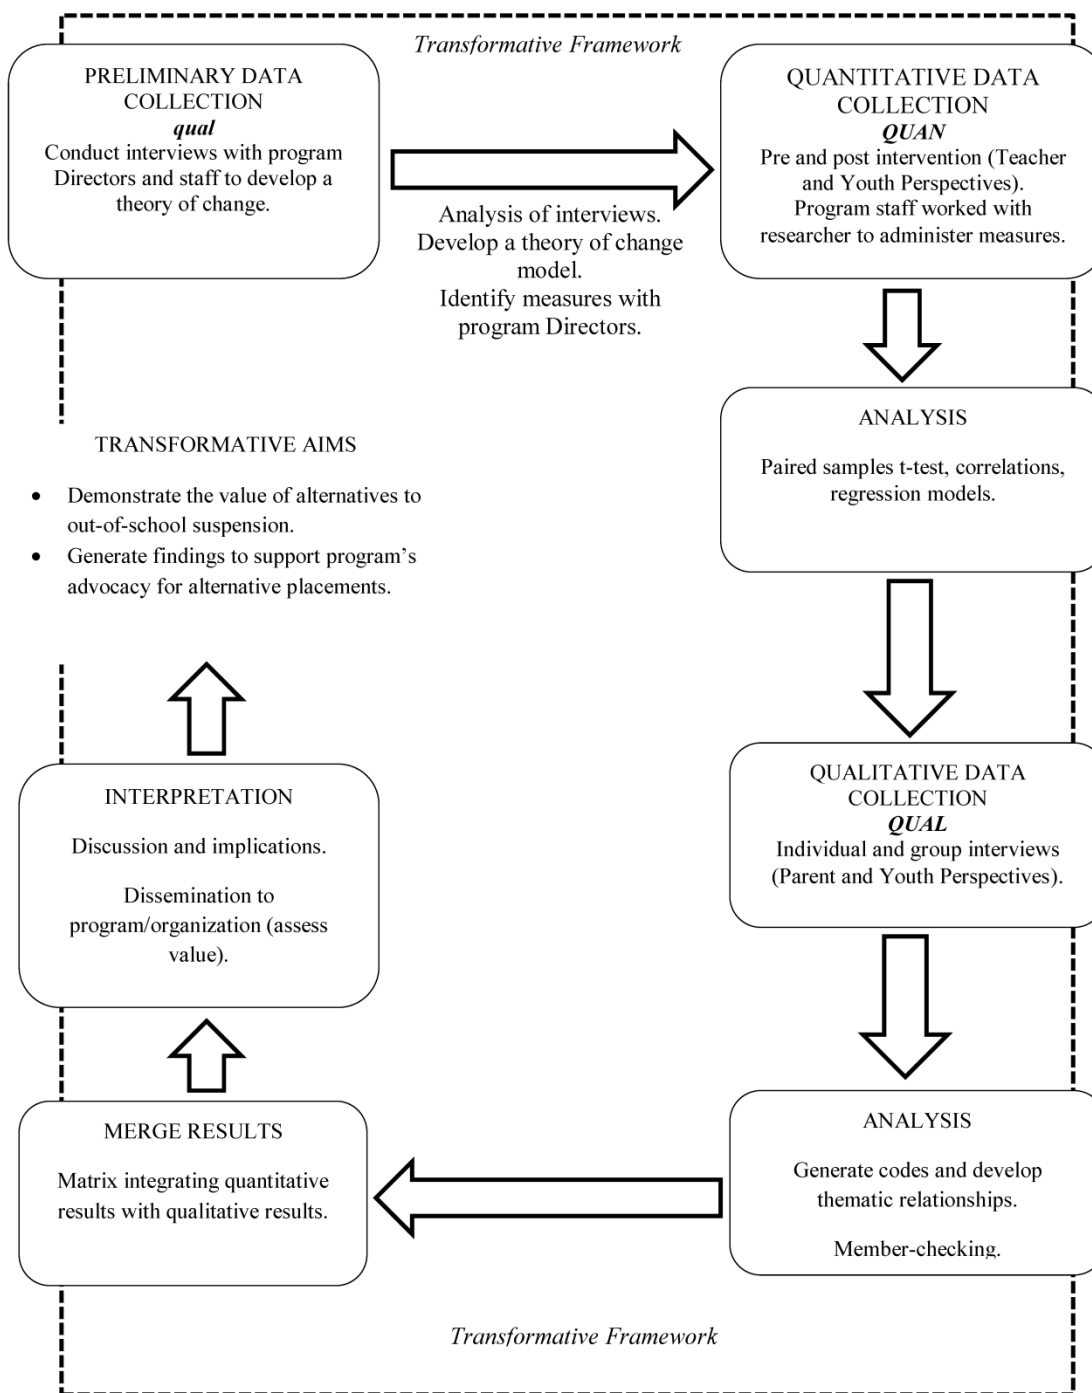 Transformative Framework
PRELIMINARY DATA
COLLECTION
qual
Conduct interviews with program
Directors and staff to develop a
theory of change.
Analysis of interviews.
Develop a theory of change
model.
Identify measures with
program Directors.
QUANTITATIVE DATA
COLLECTION
QUAN
Pre and post intervention (Teacher
and Youth Perspectives).
Program staff worked with
researcher to administer measures.
ANALYSIS
Paired samples t-test, correlations,
regression models.
QUALITATIVE DATA
COLLECTION
QUAL
Individual and group interviews
(Parent and Youth Perspectives).
ANALYSIS
Generate codes and develop
thematic relationships.
Member-checking.
MERGE RESULTS
Matrix integrating quantitative
results with qualitative results.
INTERPRETATION
Discussion and implications.
Dissemination to
program/organization (assess
value).
TRANSFORMATIVE AIMS
• Demonstrate the value of alternatives to
out-of-school suspension.
• Generate findings to support program’s
advocacy for alternative placements.
Transformative Framework